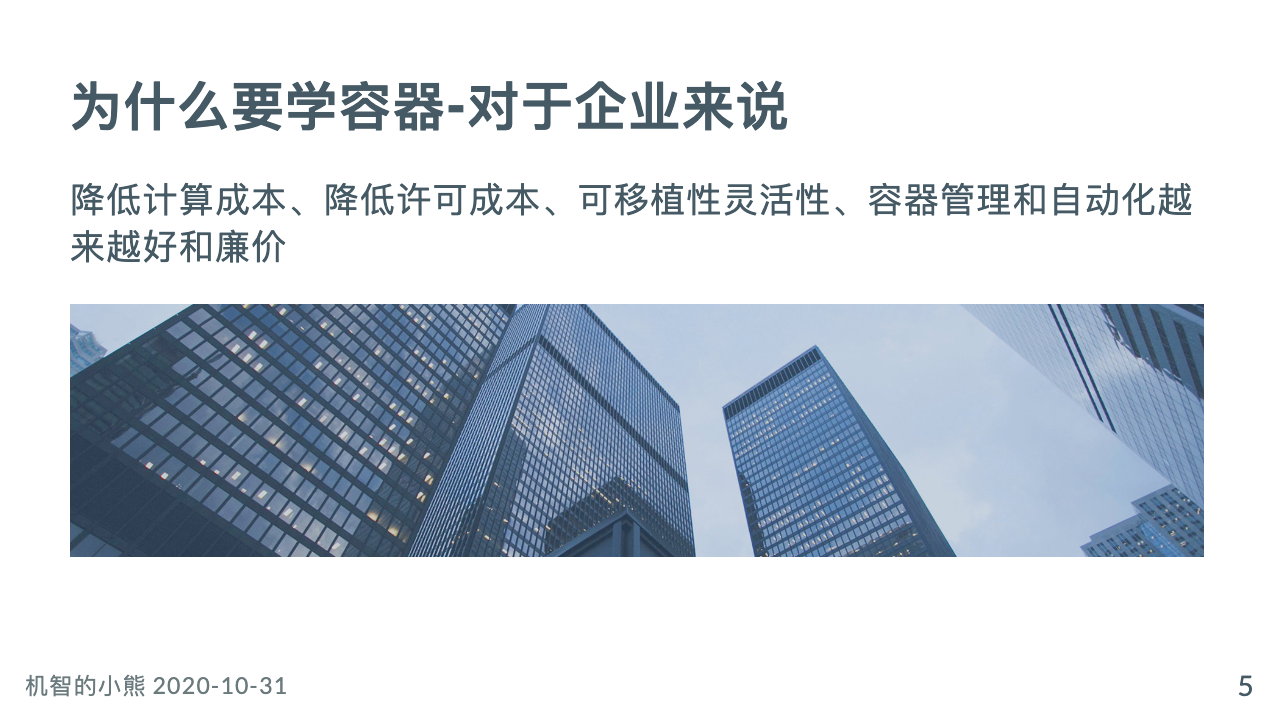 为什么要学容器-对于企业来说
降低计算成本、降低许可成本、可移植性灵活性、容器管理和自动化越
来越好和廉价
机智的小熊 2020-10-31
5